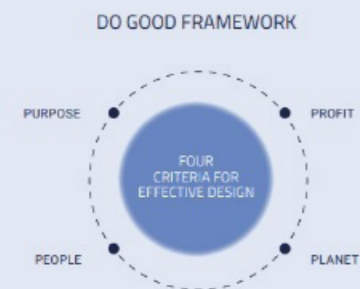 DO GOOD FRAMEWORK
PURPOSE
PROFIT
FOUR
CRITERIA FOR
EFFECTIVE DESIGN
PEOPLE
PLANET